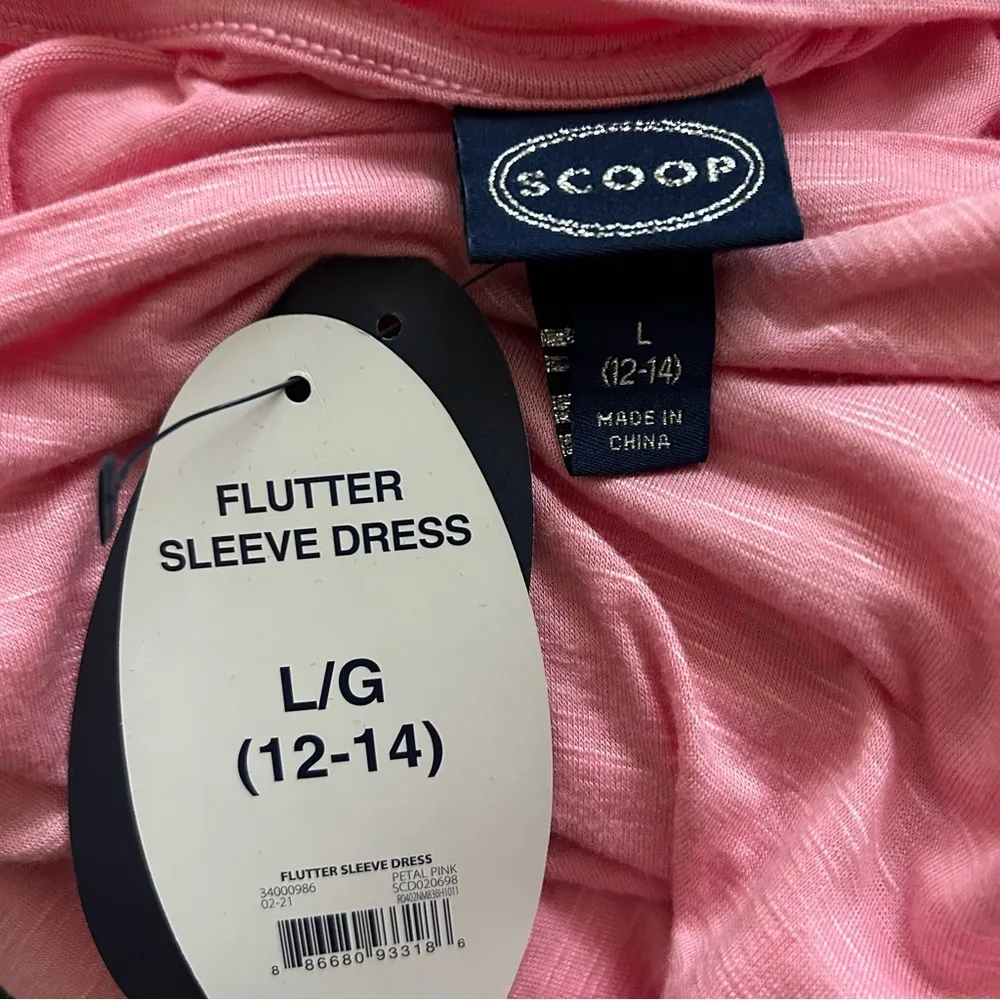 SCOOP
L
(12-14)
MADE IN
CHINA
FLUTTER
SLEEVE DRESS
L/G
(12-14)
FLUTTER SLEEVE DRESS
34000986 PETAL PINK
02-21 SCD020698
R0402NM83BH1011
8 86680 93318 6